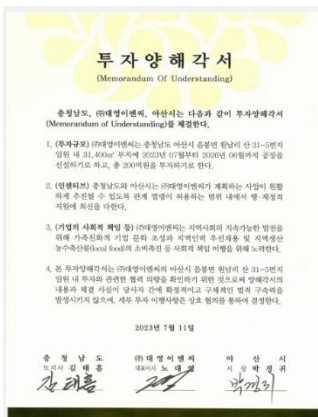 투자양해각서
(Memorandum Of Understanding)
충청남도, ㈜대영이앤씨, 아산시는 다음과 같이 투자양해각서
(Memorandum of Understanding)를 체결한다.
1. (투자규모) ㈜대영이앤씨는 충청남도 아산시 음봉면 원남리 산 31-5번지
일원 내 31,400㎡ 부지에 2023년 07월부터 2026년 06월까지 공장을
신설하기로 하고, 총 200억원을 투자하기로 한다.
2. (인센티브) 충청남도와 아산시는 ㈜대영이앤씨가 계획하는 사업이 원활
하게 추진될 수 있도록 관계 법령이 허용하는 범위 내에서 행·재정적
지원에 최선을 다한다.
3. (기업의 사회적 책임 등) ㈜대영이앤씨는 지역사회의 지속가능한 발전을
위해 가족친화적 기업 문화 조성과 지역인력 우선채용 및 지역생산
농수축산물(local food)의 소비촉진 등 사회적 책임 이행을 위해 노력한다.
4. 본 투자양해각서는 ㈜대영이앤씨의 아산시 음봉면 원남리 산 31-5번지
일원 내 투자와 관련한 협력 의향을 확인하기 위한 것으로써 양해각서의
내용과 체결 사실이 당사자 간에 확정적이고 구체적인 법적 구속력을
발생시키지 않으며, 세부 투자 이행사항은 상호 협의를 통하여 결정한다.
2023년 7월 11일
충청남도 ㈜대영이앤씨 아산시
도지사 김태흠 대표이사 노대영 시장 박경귀
김태흠